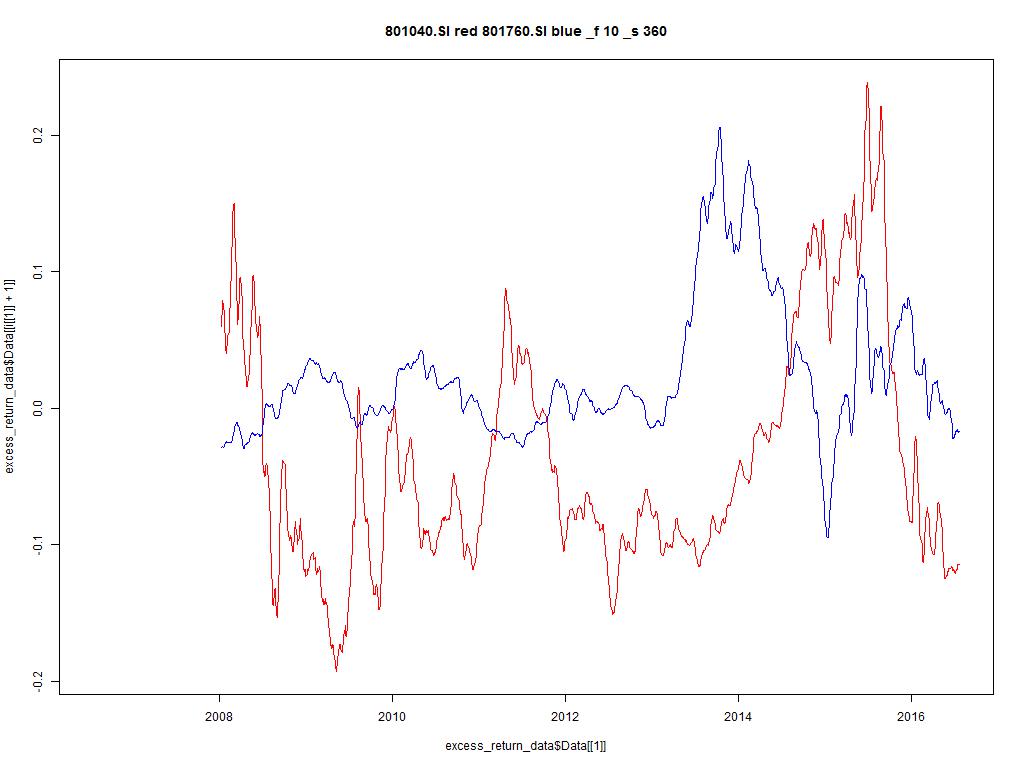 801040.SI red 801760.SI blue _f 10 _s 360
excess_return_data$Data[[i[[1]] + 1]]
0.2
0.1
0.0
-0.1
-0.2
2008 2010 2012 2014 2016
excess_return_data$Data[[1]]